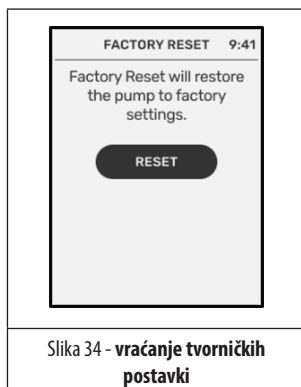 FACTORY RESET 9:41
Factory Reset will restore
the pump to factory
settings.
RESET
Slika 34 - vraćanje tvorničkih
postavki